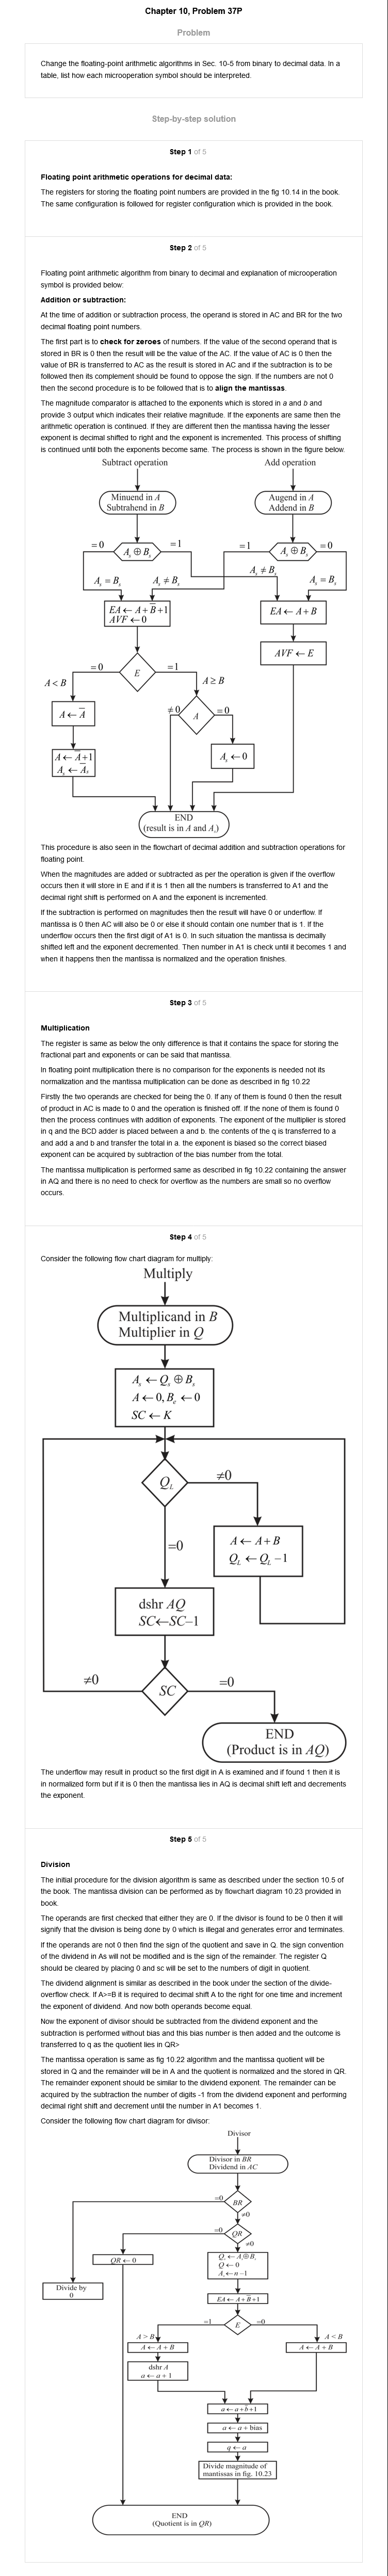 Chapter 10, Problem 37P
Problem
Change the floating-point arithmetic algorithms in Sec. 10-5 from binary to decimal data. In a
table, list how each microoperation symbol should be interpreted.
Step-by-step solution
Step 1 of 5
Floating point arithmetic operations for decimal data:
The registers for storing the floating point numbers are provided in the fig 10.14 in the book.
The same configuration is followed for register configuration which is provided in the book.
Step 2 of 5
Floating point arithmetic algorithm from binary to decimal and explanation of microoperation
symbol is provided below:
Addition or subtraction:
At the time of addition or subtraction process, the operand is stored in AC and BR for the two
decimal floating point numbers.
The first part is to check for zeroes of numbers. If the value of the second operand that is
stored in BR is 0 then the result will be the value of the AC. If the value of AC is 0 then the
value of BR is transferred to AC as the result is stored in AC and if the subtraction is to be
followed then its complement should be found to oppose the sign. If the numbers are not 0
then the second procedure is to be followed that is to align the mantissas.
The magnitude comparator is attached to the exponents which is stored in a and b and
provide 3 output which indicates their relative magnitude. If the exponents are same then the
arithmetic operation is continued. If they are different then the mantissa having the lesser
exponent is decimal shifted to right and the exponent is incremented. This process of shifting
is continued until both the exponents become same. The process is shown in the figure below.
Subtract operation
Add operation
Minuend in A
Subtrahend in B
Augend in A
Addend in B
=0
A_s ⊕ B_s
=1
=1
A_s ⊕ B_s
=0
A_s = B_s
A_s ≠ B_s
A_s ≠ B_s
A_s = B_s
EA ← A + B̅ + 1
AVF ← 0
EA ← A + B
AVF ← E
=0
E
=1
A < B
A ≥ B
A ← A̅
≠0
A
=0
A_s ← 0
A ← A + 1
A_s ← A̅_s
END
(result is in A and A_s)
This procedure is also seen in the flowchart of decimal addition and subtraction operations for
floating point.
When the magnitudes are added or subtracted as per the operation is given if the overflow
occurs then it will store in E and if it is 1 then all the numbers is transferred to A1 and the
decimal right shift is performed on A and the exponent is incremented.
If the subtraction is performed on magnitudes then the result will have 0 or underflow. If
mantissa is 0 then AC will also be 0 or else it should contain one number that is 1. If the
underflow occurs then the first digit of A1 is 0. In such situation the mantissa is decimally
shifted left and the exponent decremented. Then number in A1 is check until it becomes 1 and
when it happens then the mantissa is normalized and the operation finishes.
Step 3 of 5
Multiplication
The register is same as below the only difference is that it contains the space for storing the
fractional part and exponents or can be said that mantissa.
In floating point multiplication there is no comparison for the exponents is needed not its
normalization and the mantissa multiplication can be done as described in fig 10.22
Firstly the two operands are checked for being the 0. If any of them is found 0 then the result
of product in AC is made to 0 and the operation is finished off. If the none of them is found 0
then the process continues with addition of exponents. The exponent of the multiplier is stored
in q and the BCD adder is placed between a and b. the contents of the q is transferred to a
and add a and b and transfer the total in a. the exponent is biased so the correct biased
exponent can be acquired by subtraction of the bias number from the total.
The mantissa multiplication is performed same as described in fig 10.22 containing the answer
in AQ and there is no need to check for overflow as the numbers are small so no overflow
occurs.
Step 4 of 5
Consider the following flow chart diagram for multiply:
Multiply
Multiplicand in B
Multiplier in Q
A_s ← Q_s ⊕ B_s
A ← 0, B_e ← 0
SC ← K
Q_L
≠0
A ← A + B
Q_L ← Q_L − 1
=0
dshr AQ
SC←SC−1
≠0
SC
=0
END
(Product is in AQ)
The underflow may result in product so the first digit in A is examined and if found 1 then it is
in normalized form but if it is 0 then the mantissa lies in AQ is decimal shift left and decrements
the exponent.
Step 5 of 5
Division
The initial procedure for the division algorithm is same as described under the section 10.5 of
the book. The mantissa division can be performed as by flowchart diagram 10.23 provided in
book.
The operands are first checked that either they are 0. If the divisor is found to be 0 then it will
signify that the division is being done by 0 which is illegal and generates error and terminates.
If the operands are not 0 then find the sign of the quotient and save in Q. the sign convention
of the dividend in As will not be modified and is the sign of the remainder. The register Q
should be cleared by placing 0 and sc will be set to the numbers of digit in quotient.
The dividend alignment is similar as described in the book under the section of the divide-
overflow check. If A>=B it is required to decimal shift A to the right for one time and increment
the exponent of dividend. And now both operands become equal.
Now the exponent of divisor should be subtracted from the dividend exponent and the
subtraction is performed without bias and this bias number is then added and the outcome is
transferred to q as the quotient lies in QR>
The mantissa operation is same as fig 10.22 algorithm and the mantissa quotient will be
stored in Q and the remainder will be in A and the quotient is normalized and the stored in QR.
The remainder exponent should be similar to the dividend exponent. The remainder can be
acquired by the subtraction the number of digits -1 from the dividend exponent and performing
decimal right shift and decrement until the number in A1 becomes 1.
Consider the following flow chart diagram for divisor:
Divisor
Divisor in BR
Dividend in AC
=0
BR
≠0
=0
QR
≠0
QR ← 0
Q_s ← A_s ⊕ B_s
Q ← 0
A_s ← n − 1
Divide by
0
EA ← A + B̅ + 1
=1
E
=0
A > B
A < B
A ← A + B
A ← A + B
dshr A
a ← a + 1
a ← a + b̅ + 1
a ← a + bias
q ← a
Divide magnitude of
mantissas in fig. 10.23
END
(Quotient is in QR)